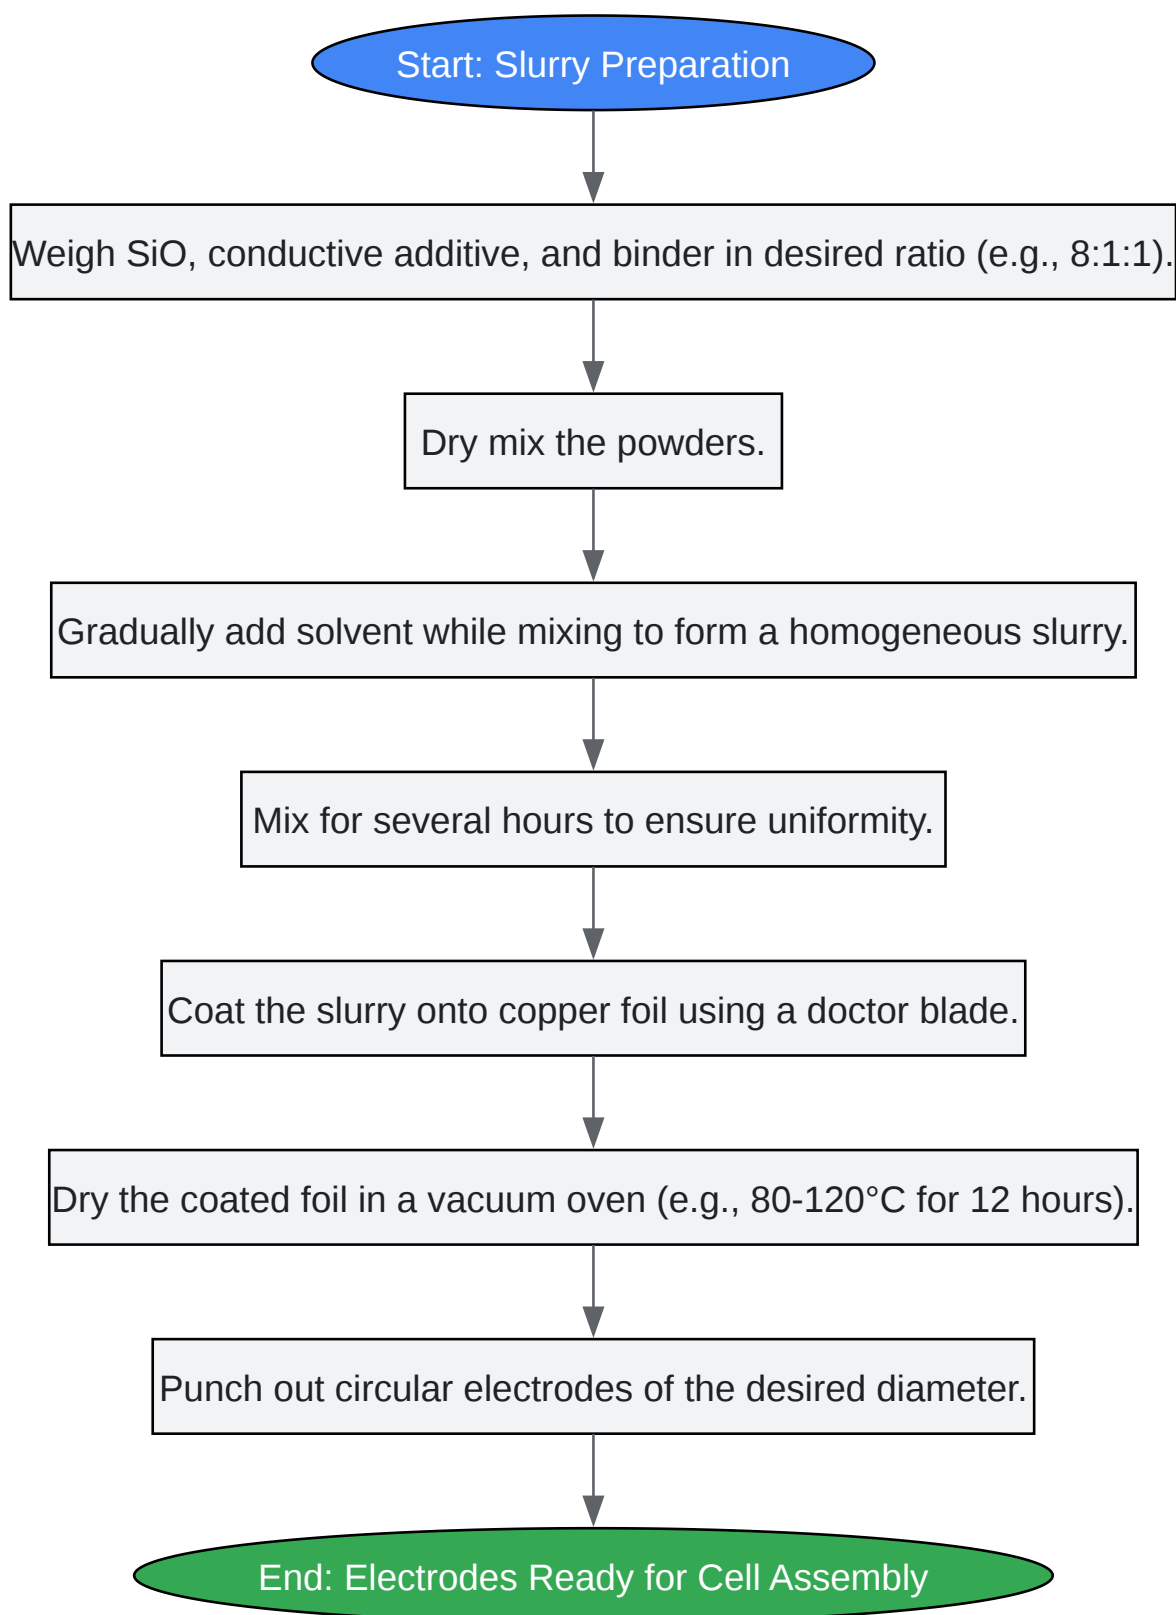 Start: Slurry Preparation
Weigh SiO, conductive additive, and binder in desired ratio (e.g., 8:1:1).
Dry mix the powders.
Gradually add solvent while mixing to form a homogeneous slurry.
Mix for several hours to ensure uniformity.
Coat the slurry onto copper foil using a doctor blade.
Dry the coated foil in a vacuum oven (e.g., 80-120°C for 12 hours).
Punch out circular electrodes of the desired diameter.
End: Electrodes Ready for Cell Assembly